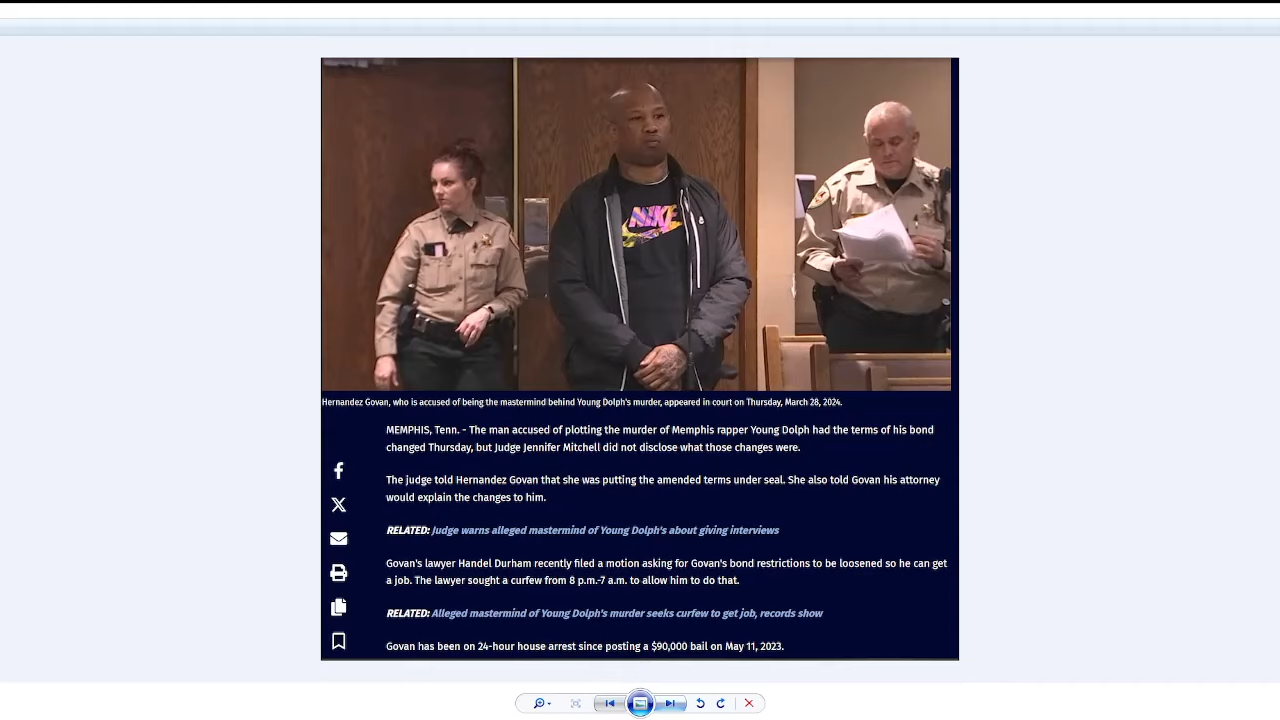 NIKE
Hernandez Govan, who is accused of being the mastermind behind Young Dolph's murder, appeared in court on Thursday, March 28, 2024.
MEMPHIS, Tenn. - The man accused of plotting the murder of Memphis rapper Young Dolph had the terms of his bond
changed Thursday, but Judge Jennifer Mitchell did not disclose what those changes were.
The judge told Hernandez Govan that she was putting the amended terms under seal. She also told Govan his attorney
would explain the changes to him.
RELATED: Judge warns alleged mastermind of Young Dolph's about giving interviews
Govan's lawyer Handel Durham recently filed a motion asking for Govan's bond restrictions to be loosened so he can get
a job. The lawyer sought a curfew from 8 p.m.-7 a.m. to allow him to do that.
RELATED: Alleged mastermind of Young Dolph's murder seeks curfew to get job, records show
Govan has been on 24-hour house arrest since posting a $90,000 bail on May 11, 2023.